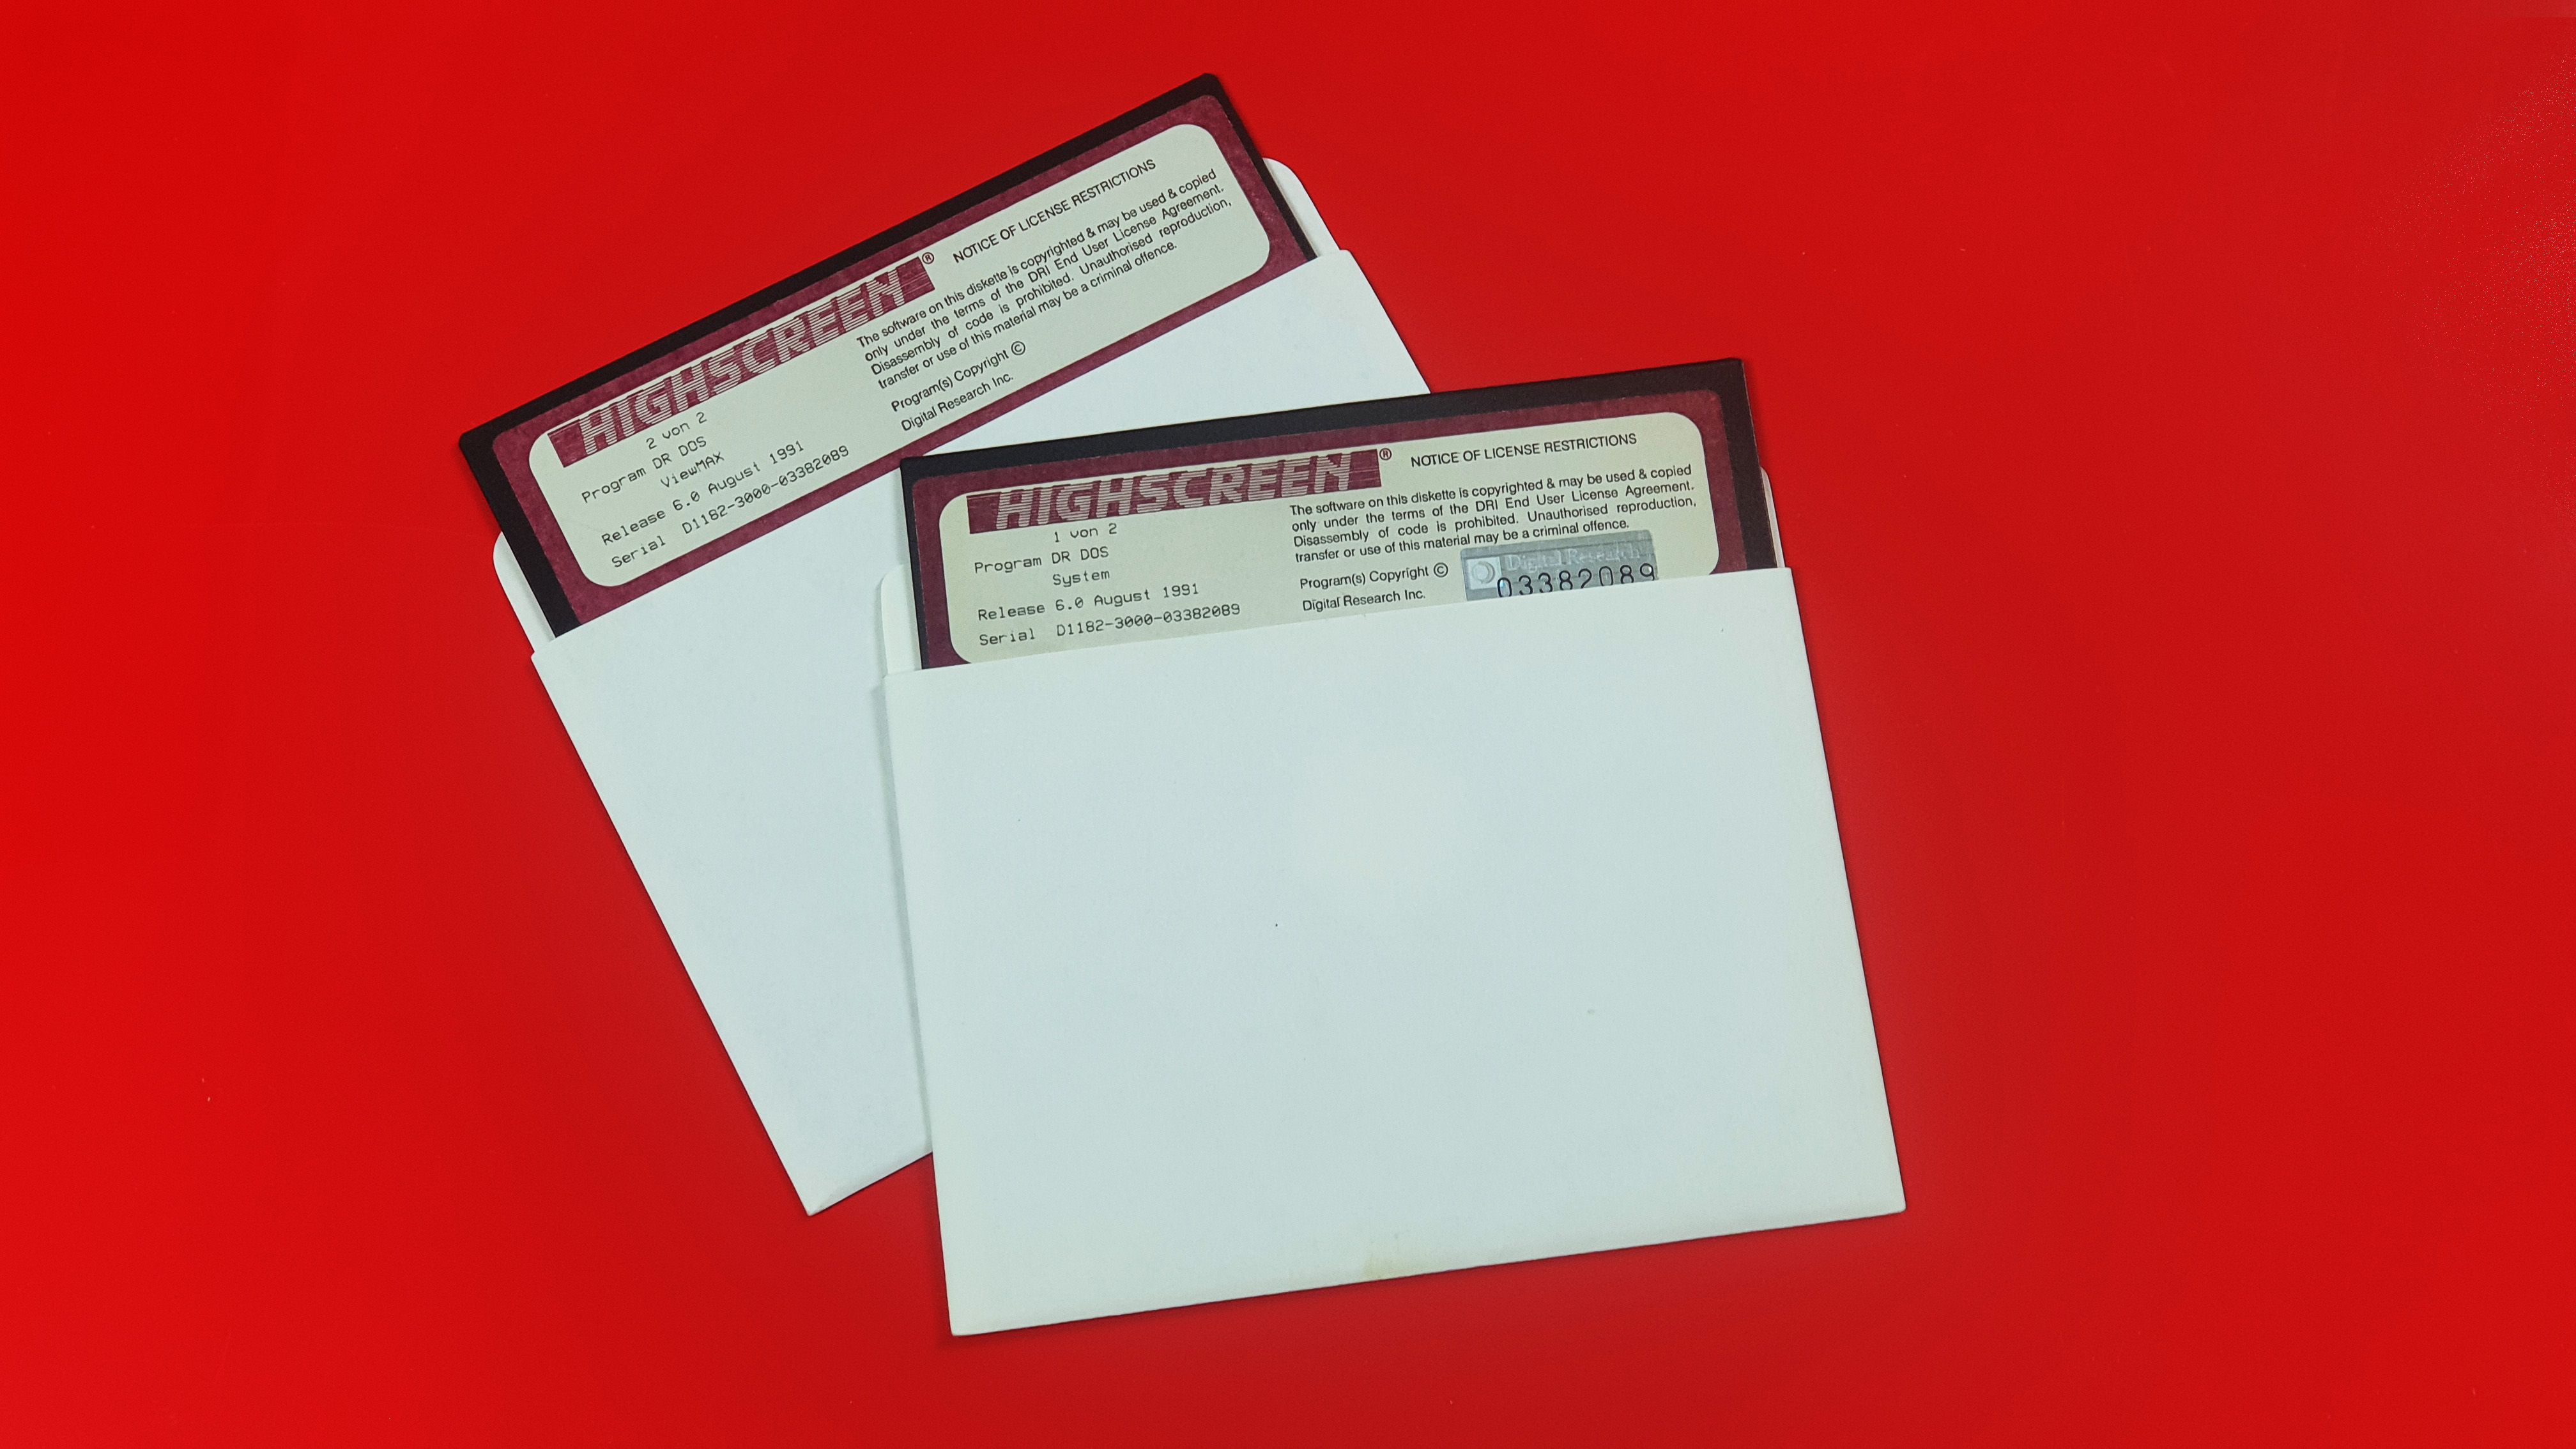 HIGHSCREEN®
2 von 2
Program DR DOS
ViewMAX
Release 6.0 August 1991
Serial D1182-3000-03382089
NOTICE OF LICENSE RESTRICTIONS
The software on this diskette is copyrighted & may be used & copied
only under the terms of the DRI End User License Agreement.
Disassembly of code is prohibited. Unauthorised reproduction,
transfer or use of this material may be a criminal offence.
Program(s) Copyright ©
Digital Research Inc.
HIGHSCREEN®
1 von 2
Program DR DOS
System
Release 6.0 August 1991
Serial D1182-3000-03382089
NOTICE OF LICENSE RESTRICTIONS
The software on this diskette is copyrighted & may be used & copied
only under the terms of the DRI End User License Agreement.
Disassembly of code is prohibited. Unauthorised reproduction,
transfer or use of this material may be a criminal offence.
Program(s) Copyright ©
Digital Research Inc.
Digital Research
03382089